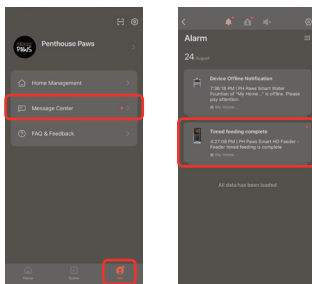 Penthouse Paws
Home Management
Message Center
FAQ & Feedback
Home
Scene
Alarm
24 August
Device Offline Notification
7:38:16 PM | PH Paws Smart Water
Fountain of "My Home .." is offline. Please
pay attention.
My Home...
Timed feeding complete
4:27:08 PM | PH Paws Smart HD Feeder -
Feeder timed feeding is complete
My Home...
All data has been loaded